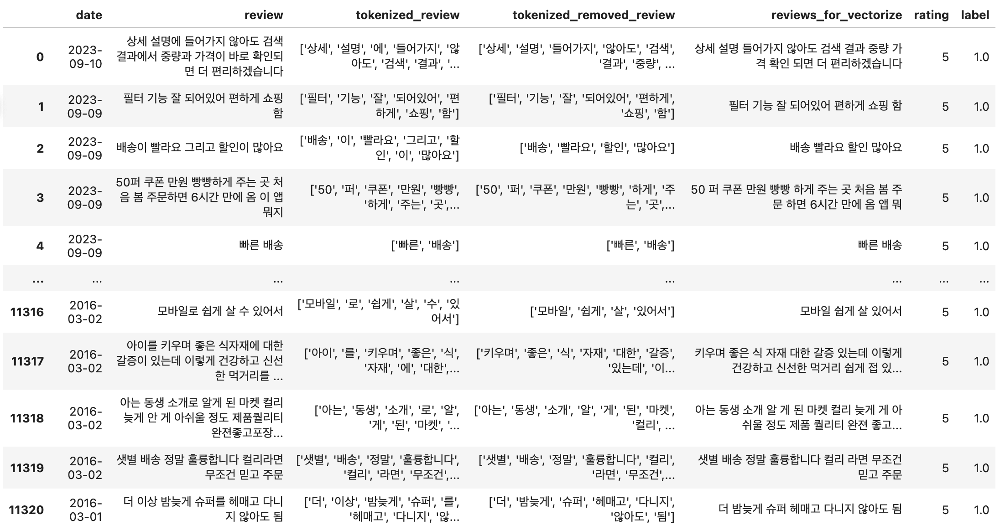 date review tokenized_review tokenized_removed_review reviews_for_vectorize rating label
0
2023-
09-10
상세 설명에 들어가지 않아도 검색
결과에서 중량과 가격이 바로 확인되
면 더 편리하겠습니다
['상세', '설명', '에', '들어가지', '않
아도', '검색', '결과', '...
['상세', '설명', '들어가지', '않아도', '검색',
'결과', '중량', ...
상세 설명 들어가지 않아도 검색 결과 중량 가
격 확인 되면 더 편리하겠습니다
5
1.0
1
2023-
09-09
필터 기능 잘 되어있어 편하게 쇼핑
함
['필터', '기능', '잘', '되어있어', '편
하게', '쇼핑', '함']
['필터', '기능', '잘', '되어있어', '편하게',
'쇼핑', '함']
필터 기능 잘 되어있어 편하게 쇼핑 함
5
1.0
2
2023-
09-09
배송이 빨라요 그리고 할인이 많아요
['배송', '이', '빨라요', '그리고', '할
인', '이', '많아요']
['배송', '빨라요', '할인', '많아요']
배송 빨라요 할인 많아요
5
1.0
3
2023-
09-09
50퍼 쿠폰 만원 빵빵하게 주는 곳 처
음 봄 주문하면 6시간 만에 옴 이 앱
뭐지
['50', '퍼', '쿠폰', '만원', '빵빵',
'하게', '주는', '곳',...
['50', '퍼', '쿠폰', '만원', '빵빵', '하게', '주
는', '곳',...
50 퍼 쿠폰 만원 빵빵 하게 주는 곳 처음 봄 주
문 하면 6시간 만에 옴 앱 뭐
5
1.0
4
2023-
09-09
빠른 배송
['빠른', '배송']
['빠른', '배송']
빠른 배송
5
1.0
... ... ... ... ... ... ... ...
11316
2016-
03-02
모바일로 쉽게 살 수 있어서
['모바일', '로', '쉽게', '살', '수', '있
어서']
['모바일', '쉽게', '살', '있어서']
모바일 쉽게 살 있어서
5
1.0
11317
2016-
03-02
아이를 키우며 좋은 식자재에 대한
갈증이 있는데 이렇게 건강하고 신선
한 먹거리를 ...
['아이', '를', '키우며', '좋은', '식',
'자재', '에', '대한',...
['키우며', '좋은', '식', '자재', '대한', '갈증',
'있는데', '이...
키우며 좋은 식 자재 대한 갈증 있는데 이렇게
건강하고 신선한 먹거리 쉽게 접 있...
5
1.0
11318
2016-
03-02
아는 동생 소개로 알게 된 마켓 컬리
늦게 안 게 아쉬울 정도 제품퀄리티
완젼좋고포장...
['아는', '동생', '소개', '로', '알',
'게', '된', '마켓', '...
['아는', '동생', '소개', '알', '게', '된', '마켓',
'컬리', ...
아는 동생 소개 알 게 된 마켓 컬리 늦게 게 아
쉬울 정도 제품 퀄리티 완젼 좋고...
5
1.0
11319
2016-
03-02
샛별 배송 정말 훌륭합니다 컬리라면
무조건 믿고 주문
['샛별', '배송', '정말', '훌륭합니다',
'컬리', '라면', '무조건',...
['샛별', '배송', '정말', '훌륭합니다', '컬리',
'라면', '무조건',...
샛별 배송 정말 훌륭합니다 컬리 라면 무조건
믿고 주문
5
1.0
11320
2016-
03-01
더 이상 밤늦게 슈퍼를 헤매고 다니
지 않아도 됨
['더', '이상', '밤늦게', '슈퍼', '를',
'헤매고', '다니지', '않...
['더', '밤늦게', '슈퍼', '헤매고', '다니지',
'않아도', '됨']
더 밤늦게 슈퍼 헤매고 다니지 않아도 됨
5
1.0